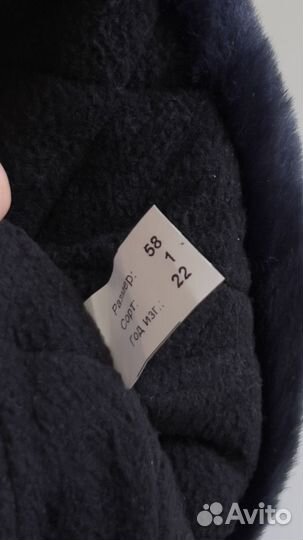 Размер: 58
Сорт: 1
Год изг.: 22
Avito